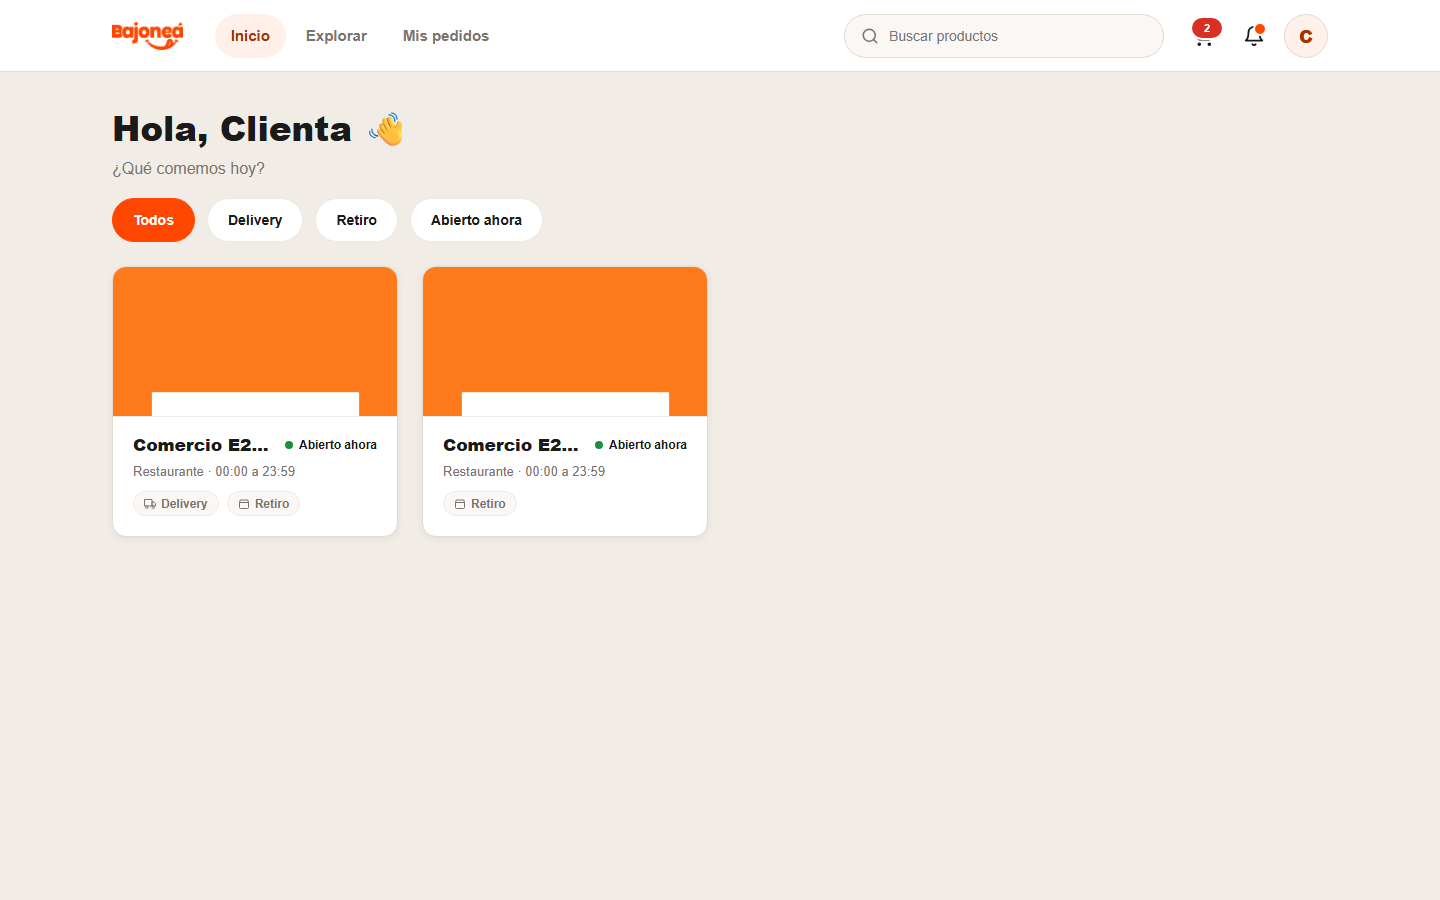 Bajoneá
Inicio
Explorar
Mis pedidos
Buscar productos
2
C
Hola, Clienta
¿Qué comemos hoy?
Todos
Delivery
Retiro
Abierto ahora
Comercio E2...
Abierto ahora
Restaurante · 00:00 a 23:59
Delivery
Retiro
Comercio E2...
Abierto ahora
Restaurante · 00:00 a 23:59
Retiro